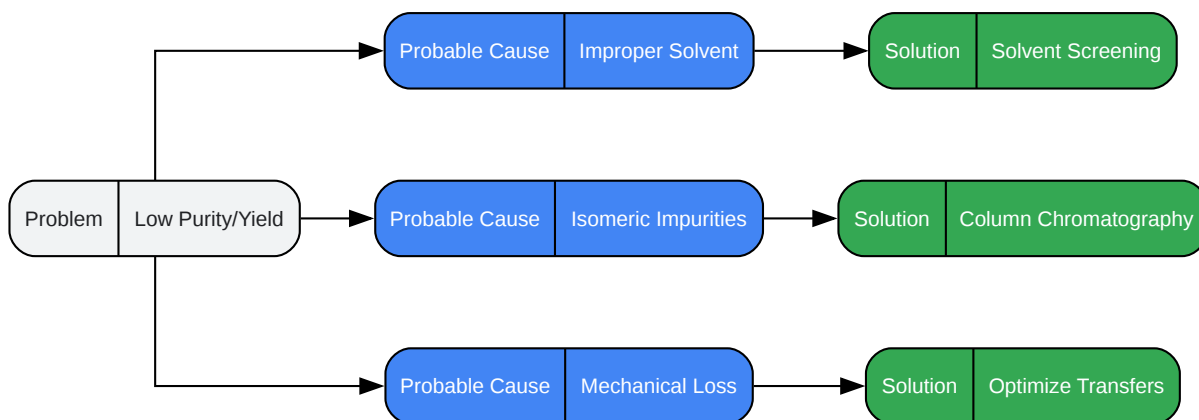 Probable Cause Improper Solvent Solution Solvent Screening
Problem Low Purity/Yield Probable Cause Isomeric Impurities Solution Column Chromatography
Probable Cause Mechanical Loss Solution Optimize Transfers